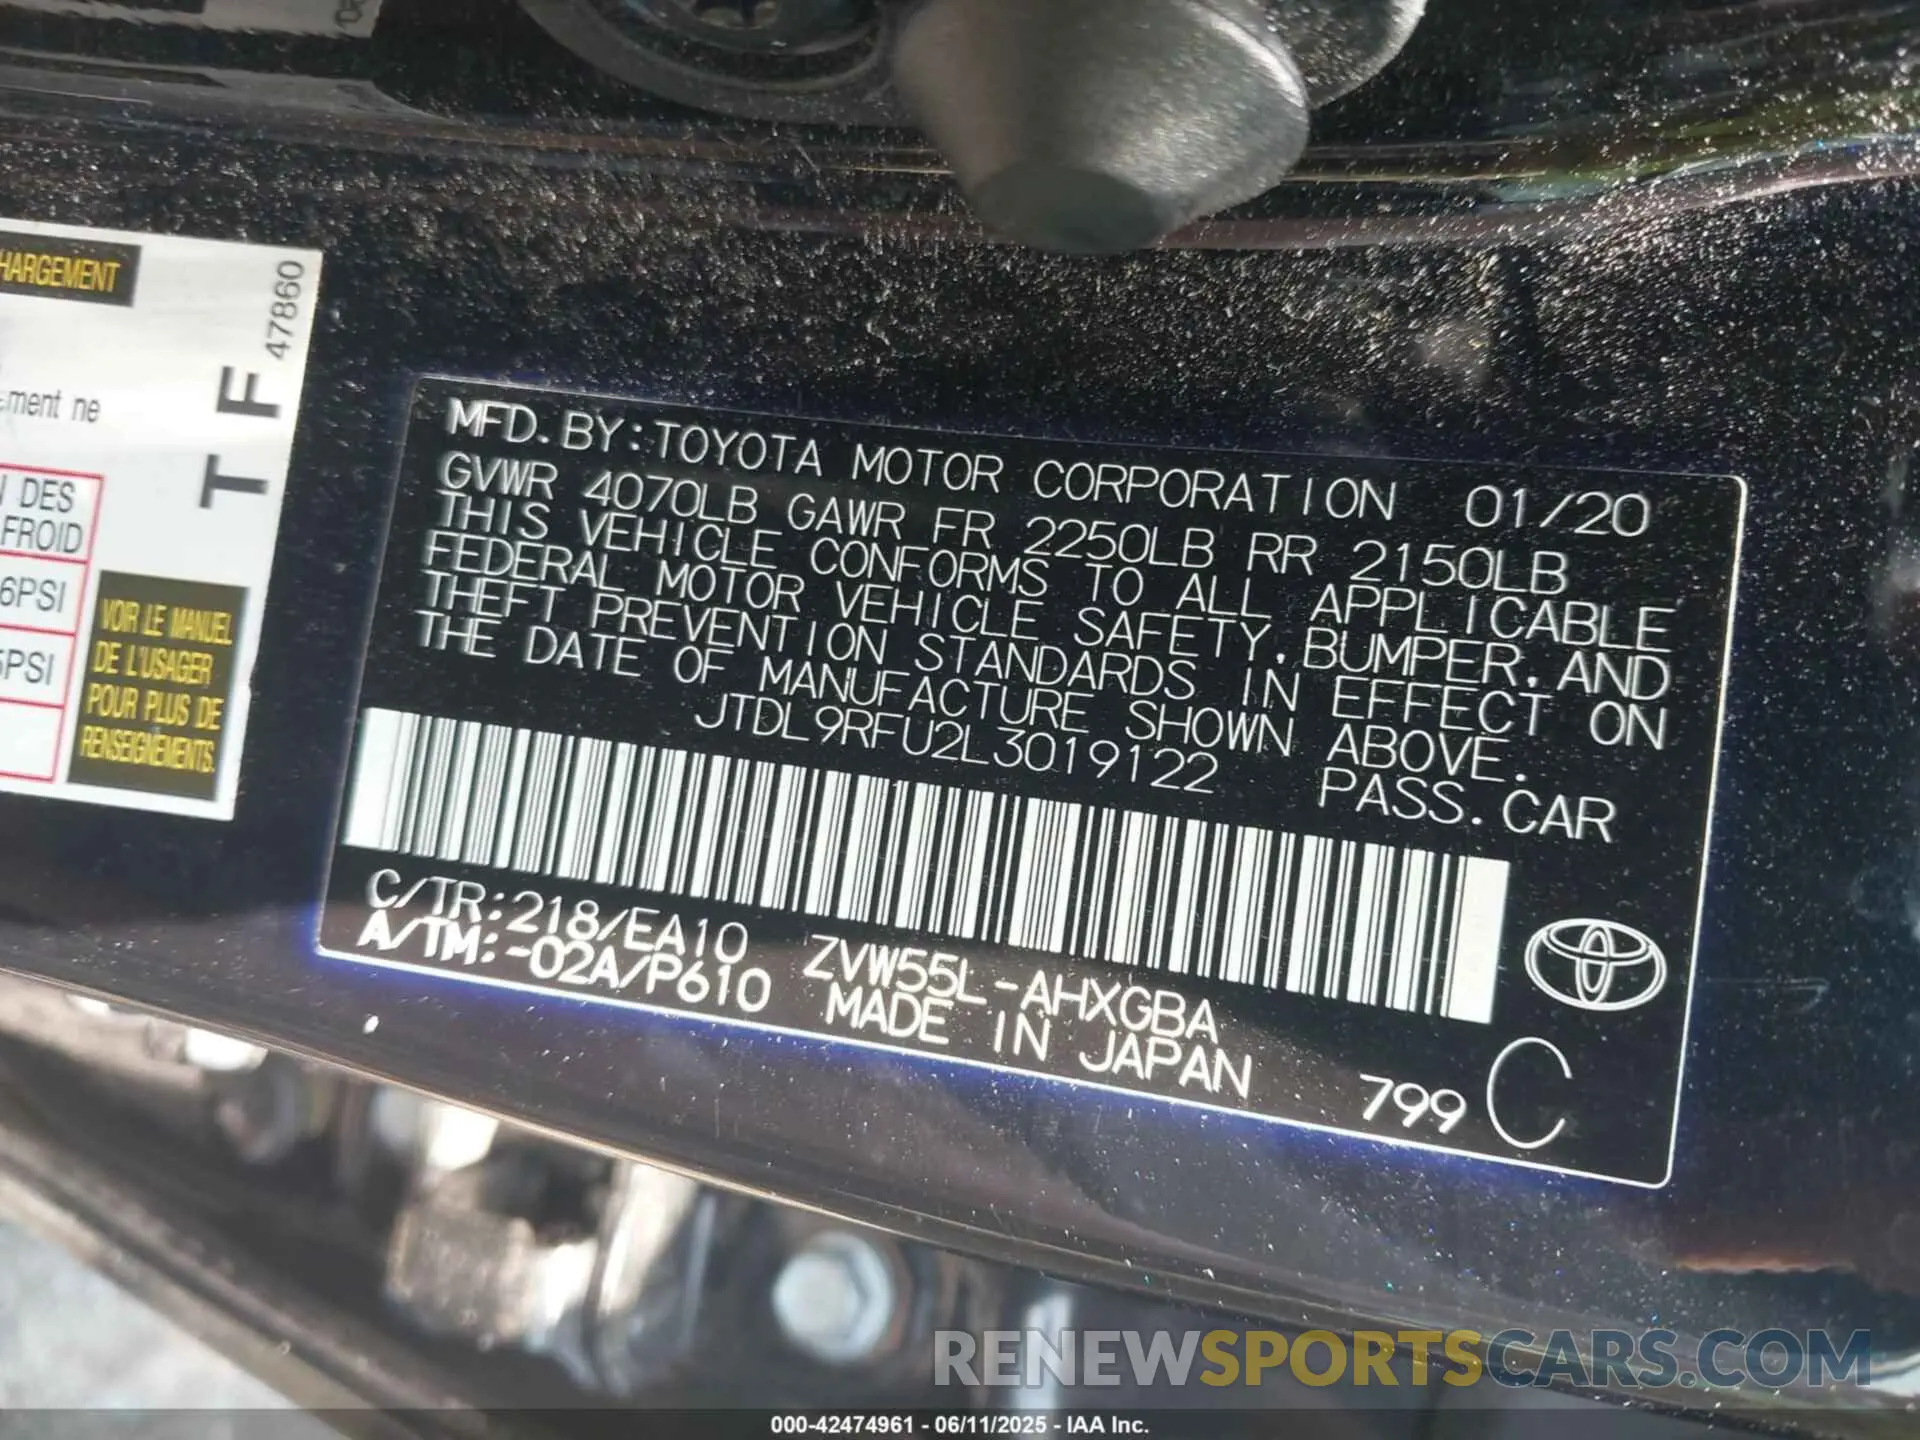 HARGEMENT
47860
T F
ment ne
DES
FROID
6PSI
5PSI
VOIR LE MANUEL
DE L'USAGER
POUR PLUS DE
RENSEIGNEMENTS.
MFD. BY: TOYOTA MOTOR CORPORATION 01/20
GVWR 4070LB GAWR FR 2250LB RR 2150LB
THIS VEHICLE CONFORMS TO ALL APPLICABLE
FEDERAL MOTOR VEHICLE SAFETY, BUMPER, AND
THEFT PREVENTION STANDARDS IN EFFECT ON
THE DATE OF MANUFACTURE SHOWN ABOVE.
JTDL9RFU2L3019122 PASS. CAR
C/TR: 218/EA10 ZVW55L-AHXGBA
A/TM: -02A/P610 MADE IN JAPAN
799 C
RENEWSPORTSCARS.COM
000-42474961 - 06/11/2025 - IAA Inc.